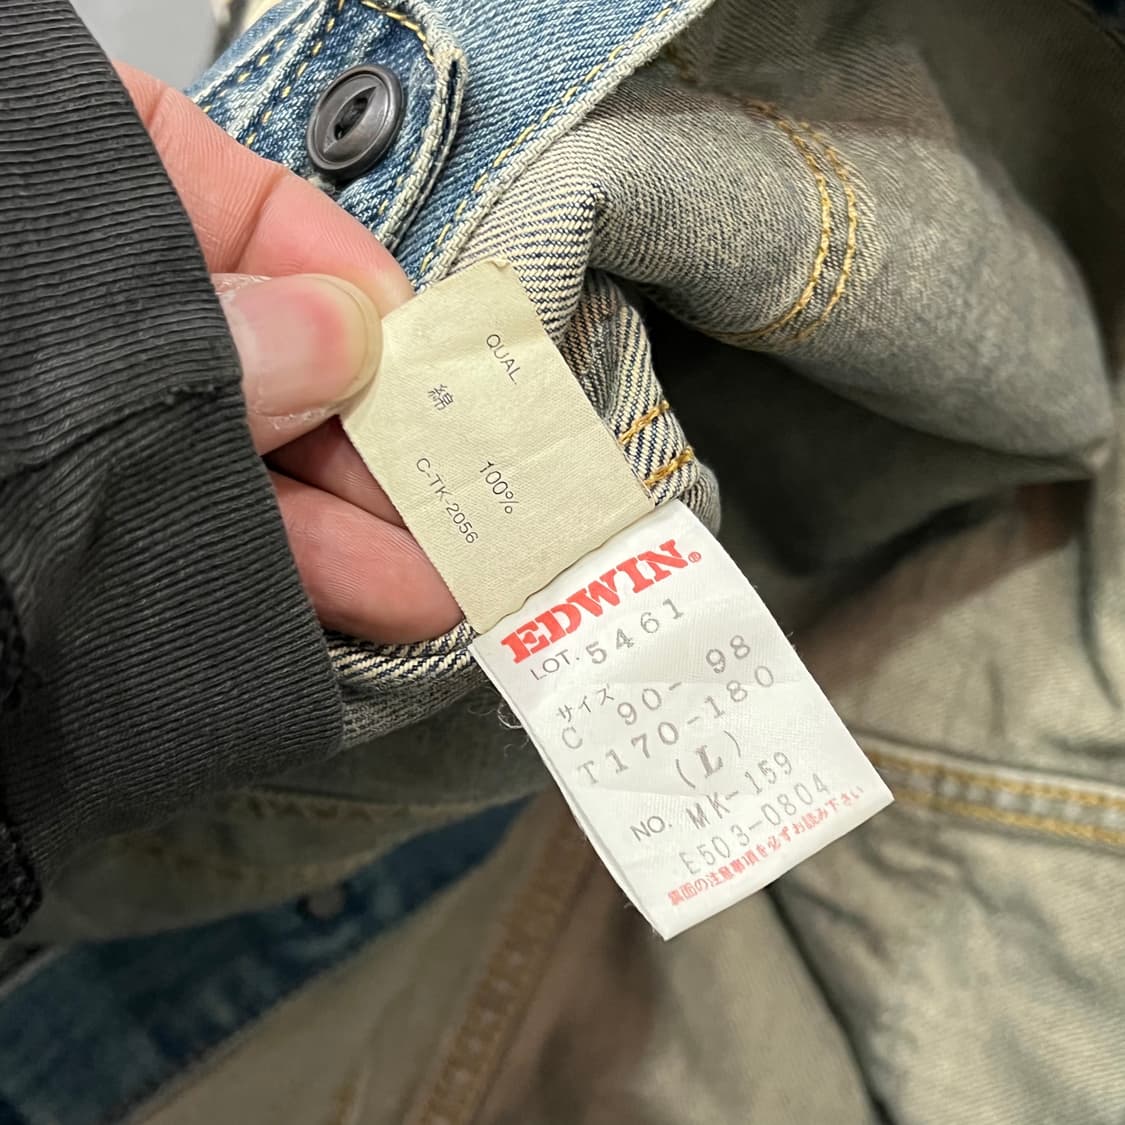 QUAL
綿 100%
C-TK-2056
EDWIN®
LOT. 5461
サイズ
C 90-98
T170-180
(L)
NO. MK-159
E503-0804
裏面の注意事項を必ずお読み下さい